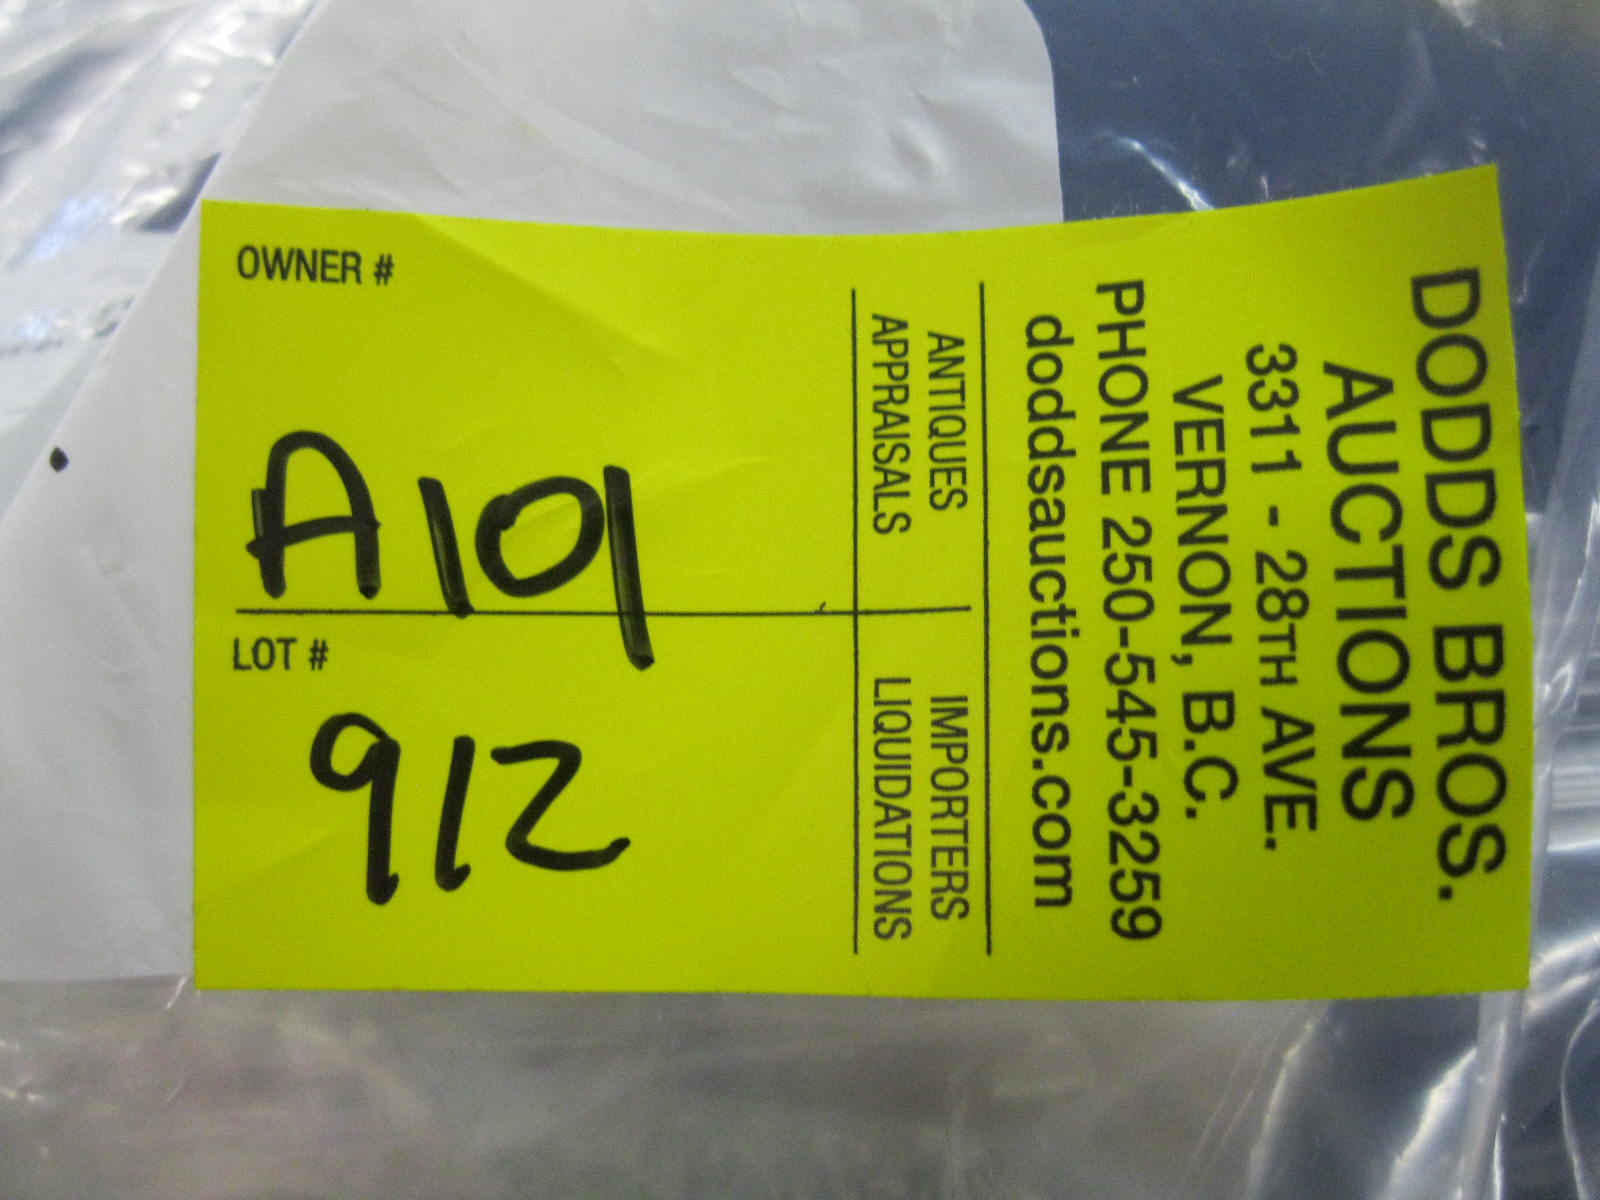 DODDS BROS.
AUCTIONS
3311 - 28TH AVE.
VERNON, B.C.
PHONE 250-545-3259
doddsauctions.com
ANTIQUES
APPRAISALS
IMPORTERS
LIQUIDATIONS
OWNER #
A101
LOT #
912